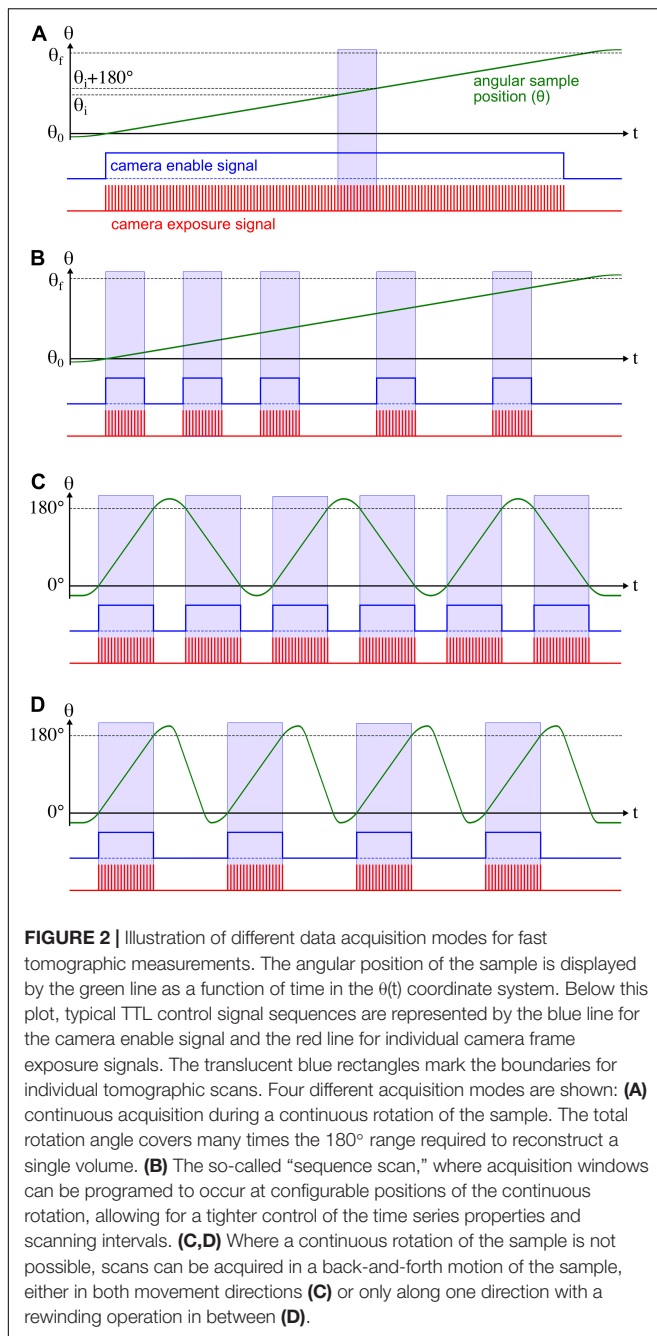 A
θ
θf
θi+180°
θi
θ0
angular sample
position (θ)
t
camera enable signal
camera exposure signal
B
θ
θf
θ0
t
C
θ
180°
0°
t
D
θ
180°
0°
t
FIGURE 2 | Illustration of different data acquisition modes for fast
tomographic measurements. The angular position of the sample is displayed
by the green line as a function of time in the θ(t) coordinate system. Below this
plot, typical TTL control signal sequences are represented by the blue line for
the camera enable signal and the red line for individual camera frame
exposure signals. The translucent blue rectangles mark the boundaries for
individual tomographic scans. Four different acquisition modes are shown: (A)
continuous acquisition during a continuous rotation of the sample. The total
rotation angle covers many times the 180° range required to reconstruct a
single volume. (B) The so-called “sequence scan,” where acquisition windows
can be programed to occur at configurable positions of the continuous
rotation, allowing for a tighter control of the time series properties and
scanning intervals. (C,D) Where a continuous rotation of the sample is not
possible, scans can be acquired in a back-and-forth motion of the sample,
either in both movement directions (C) or only along one direction with a
rewinding operation in between (D).